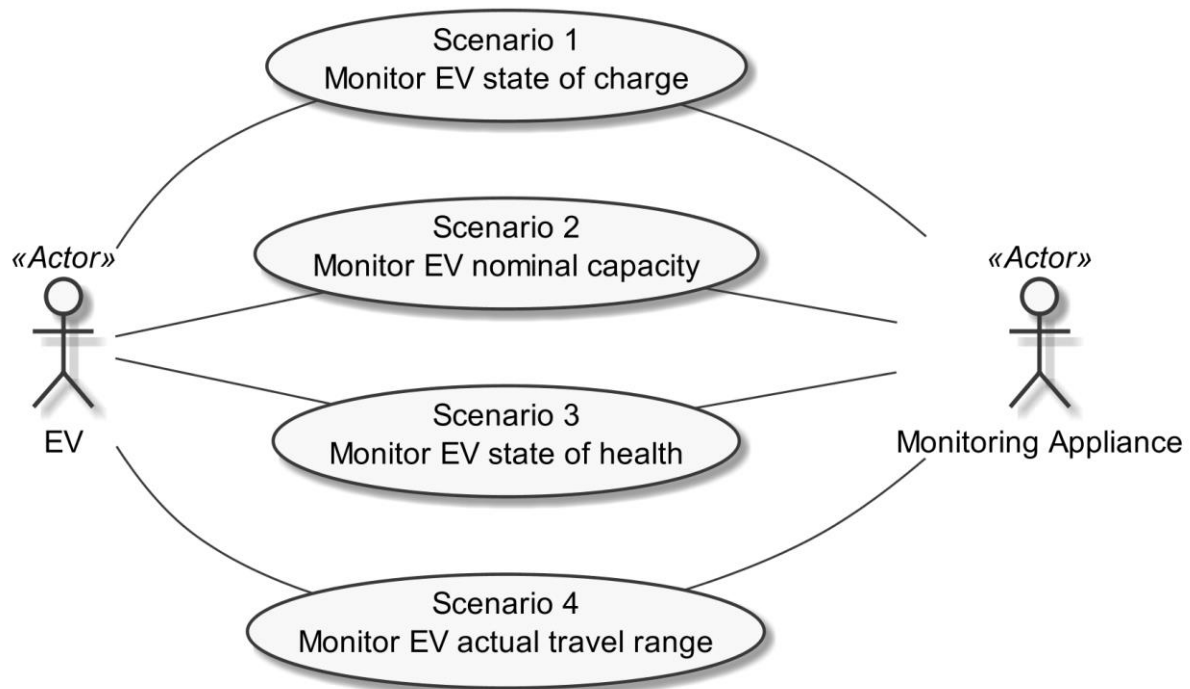 Scenario 1
Monitor EV state of charge
Scenario 2
Monitor EV nominal capacity
«Actor»
EV
«Actor»
Monitoring Appliance
Scenario 3
Monitor EV state of health
Scenario 4
Monitor EV actual travel range